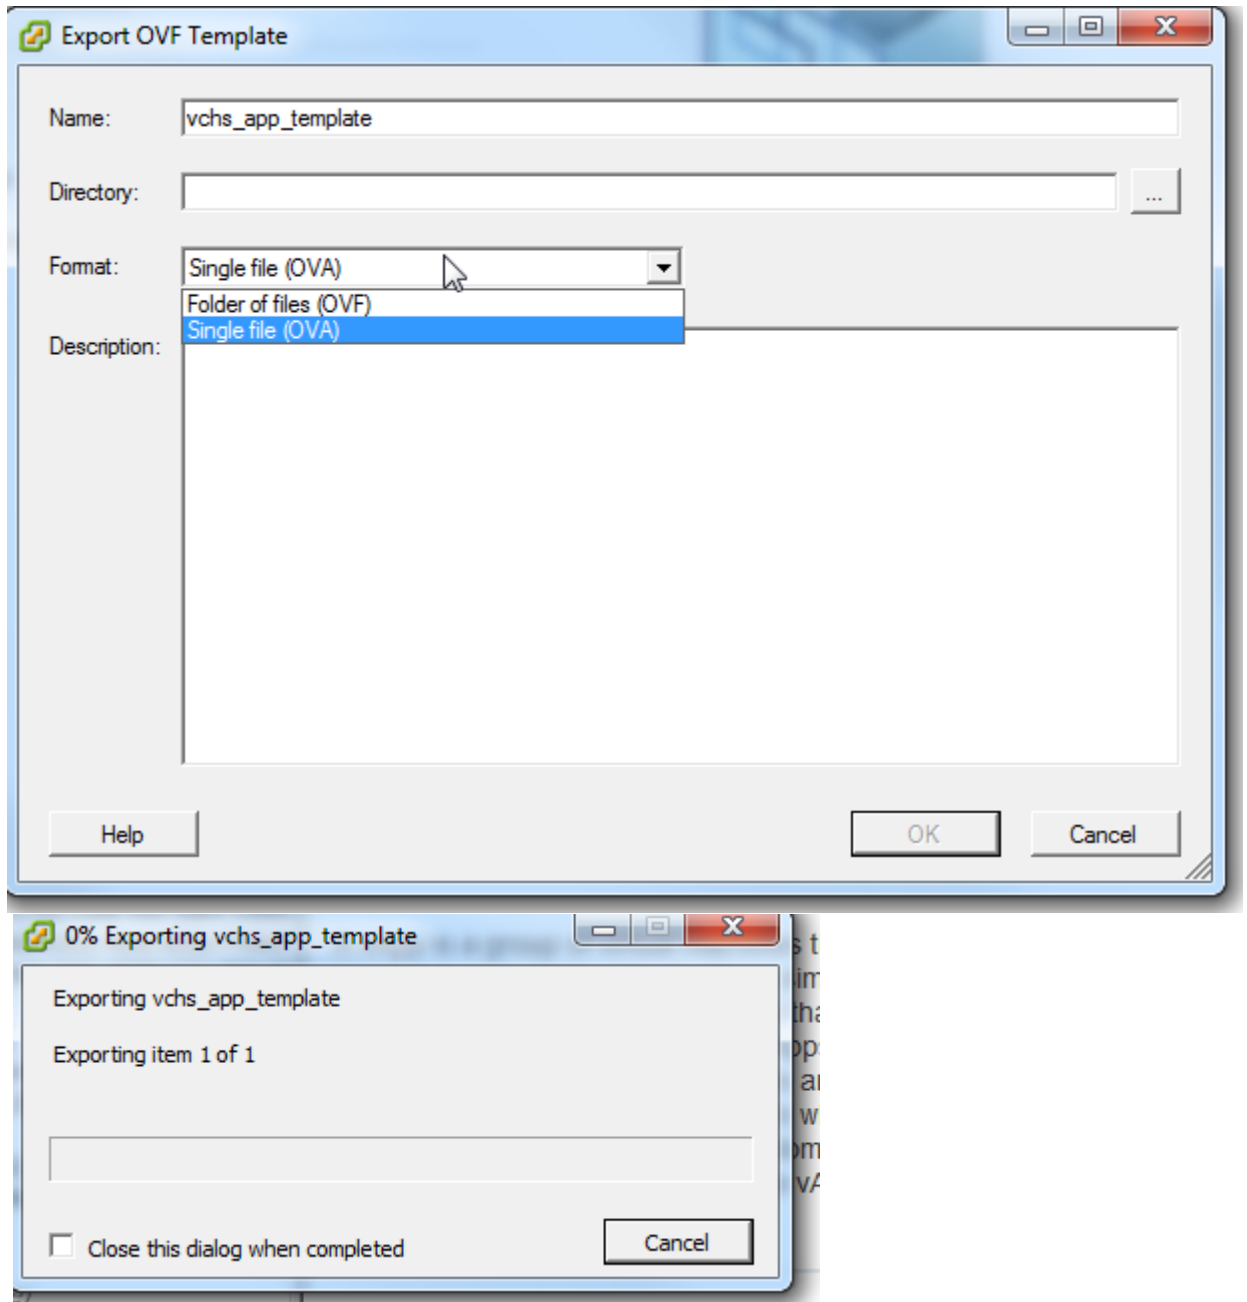 Export OVF Template
Name:
vchs_app_template
Directory:
...
Format:
Single file (OVA)
Folder of files (OVF)
Single file (OVA)
Description:
Help
OK
Cancel
0% Exporting vchs_app_template
Exporting vchs_app_template
Exporting item 1 of 1
Close this dialog when completed
Cancel